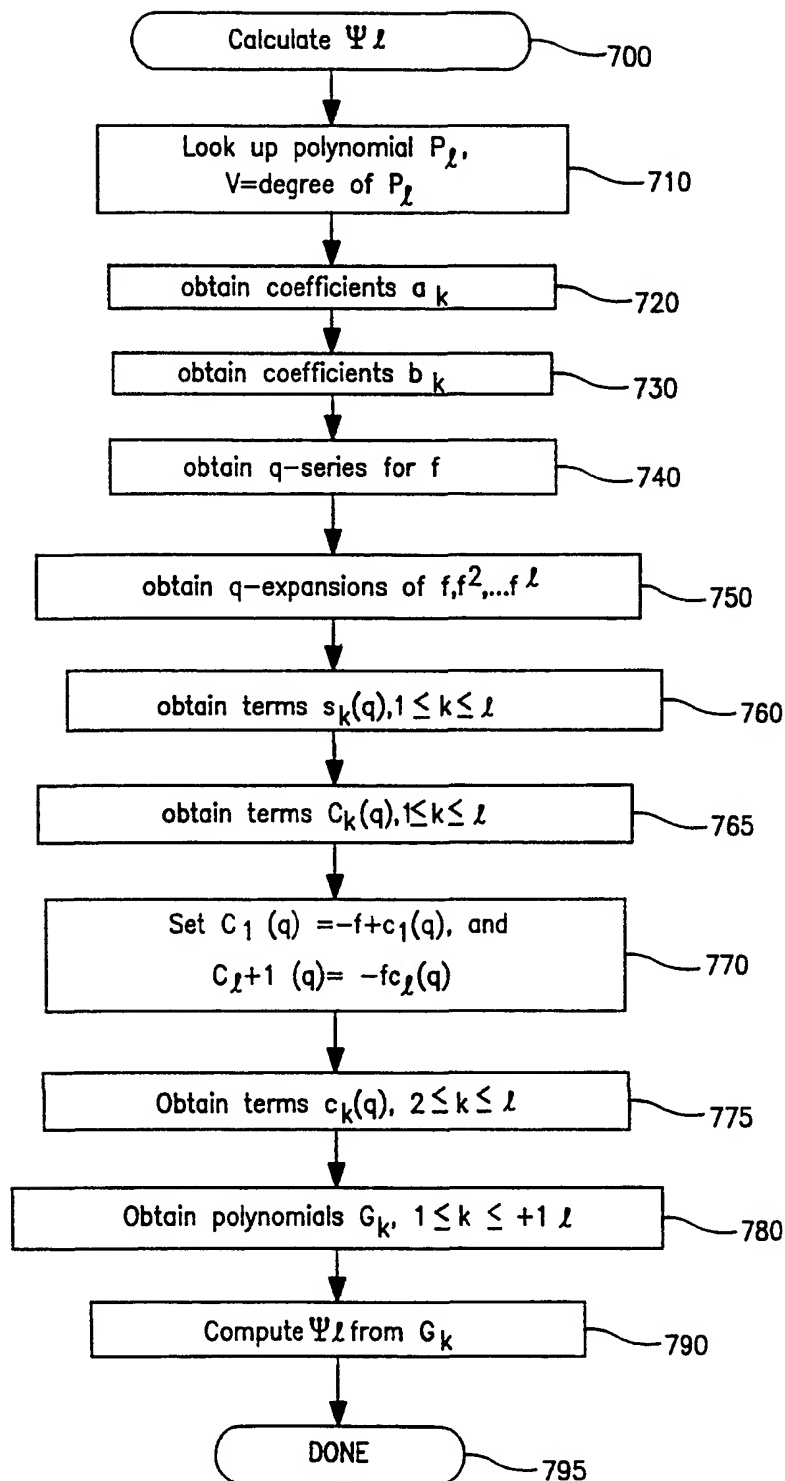 Calculate Ψℓ
700
Look up polynomial Pℓ,
V=degree of Pℓ
710
obtain coefficients a k
720
obtain coefficients b k
730
obtain q-series for f
740
obtain q-expansions of f,f²,...f ℓ
750
obtain terms sk(q),1 ≤ k ≤ ℓ
760
obtain terms Ck(q),1≤k≤ ℓ
765
Set C1 (q) =-f+c1(q), and
Cℓ+1 (q)= -fcℓ(q)
770
Obtain terms ck(q), 2 ≤ k ≤ ℓ
775
Obtain polynomials Gk, 1 ≤ k ≤ +1 ℓ
780
Compute Ψℓ from Gk
790
DONE
795